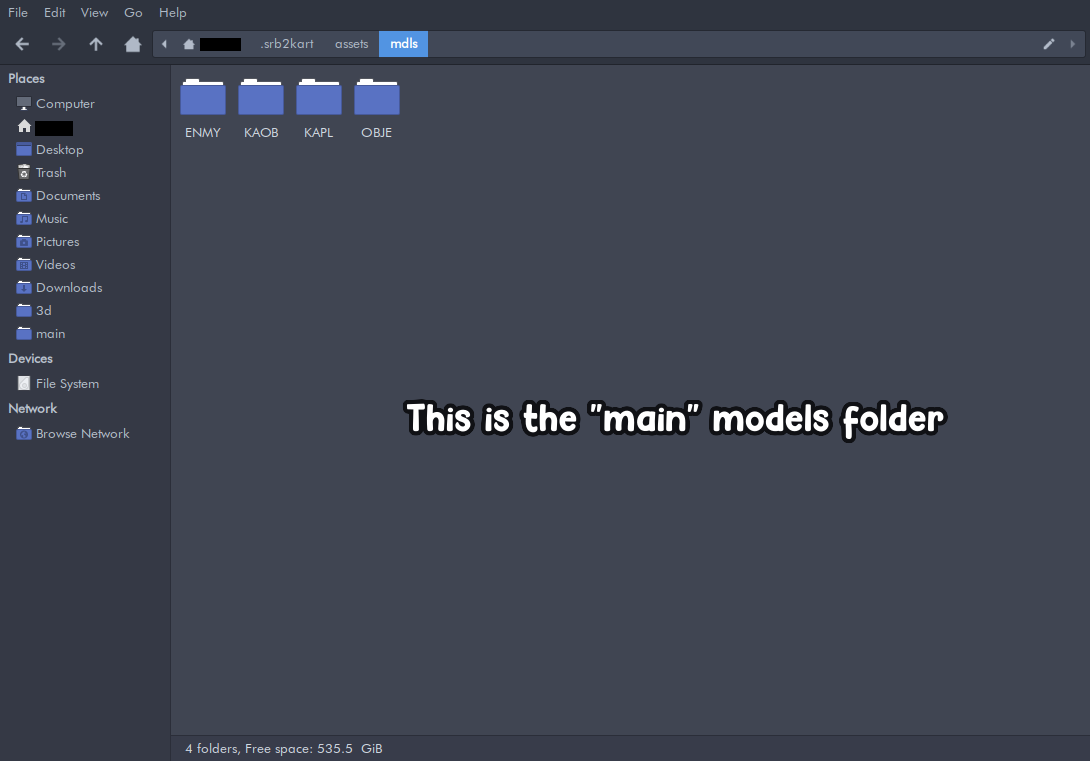 File Edit View Go Help
.srb2kart assets mdls
Places
Computer
Desktop
Trash
Documents
Music
Pictures
Videos
Downloads
3d
main
Devices
File System
Network
Browse Network
ENMY KAOB KAPL OBJE
This is the "main" models folder
4 folders, Free space: 535.5 GiB